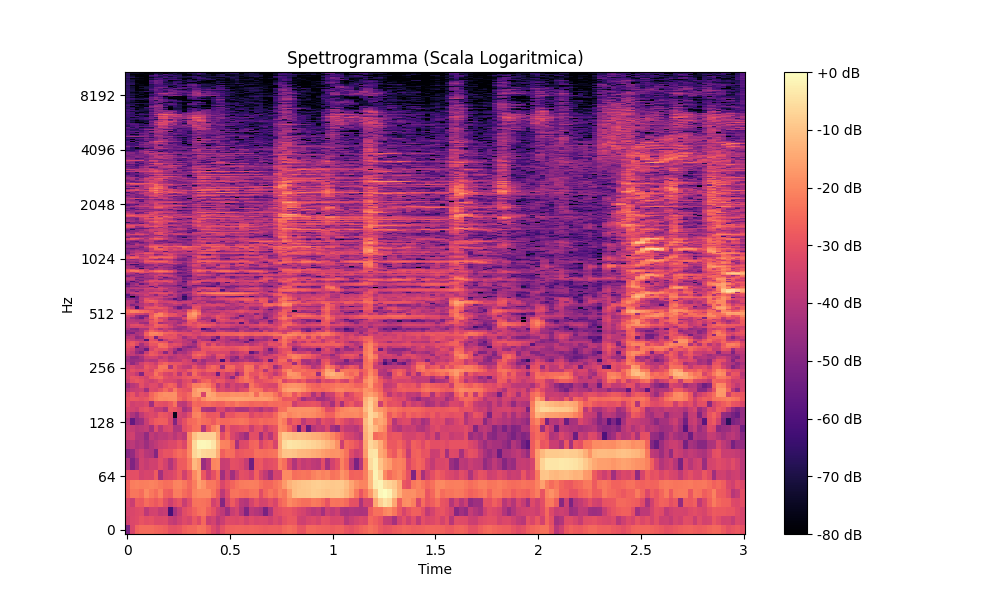 Spettrogramma (Scala Logaritmica)
8192
4096
2048
1024
512
256
128
64
0
Hz
0
0.5
1
1.5
2
2.5
3
Time
+0 dB
-10 dB
-20 dB
-30 dB
-40 dB
-50 dB
-60 dB
-70 dB
-80 dB